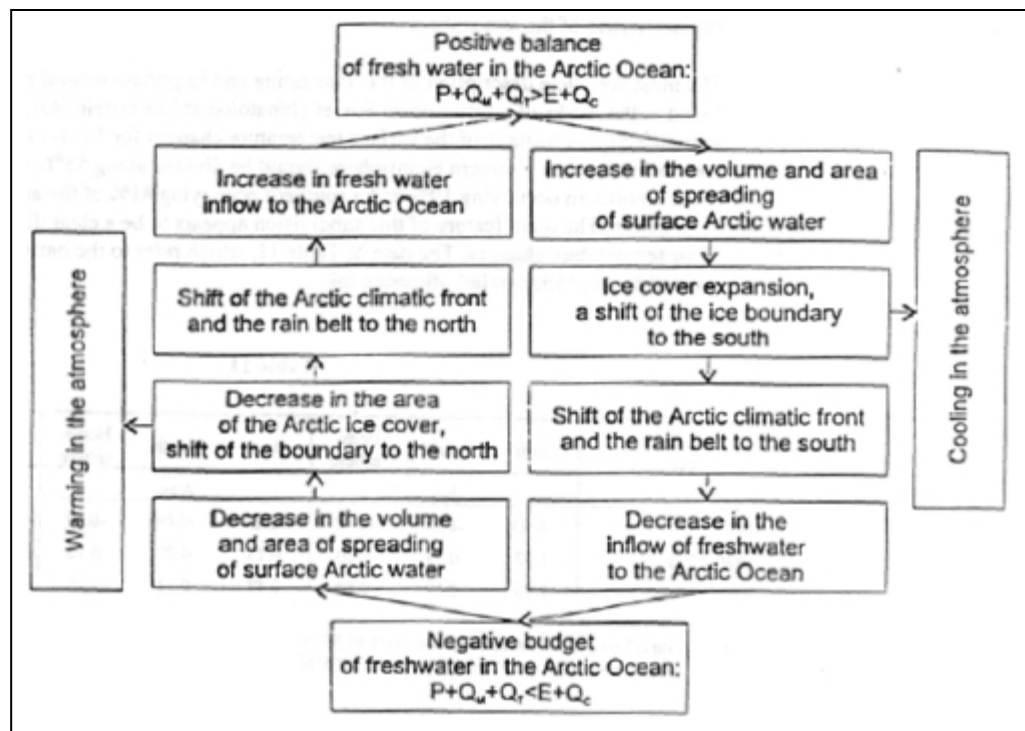 Positive balance
of fresh water in the Arctic Ocean:
P+Qм+Qт>E+Qс
Increase in fresh water
inflow to the Arctic Ocean
Increase in the volume and area
of spreading
of surface Arctic water
Shift of the Arctic climatic front
and the rain belt to the north
Ice cover expansion,
a shift of the ice boundary
to the south
Warming in the atmosphere
Cooling in the atmosphere
Decrease in the area
of the Arctic ice cover,
shift of the boundary to the north
Shift of the Arctic climatic front
and the rain belt to the south
Decrease in the volume
and area of spreading
of surface Arctic water
Decrease in the
inflow of freshwater
to the Arctic Ocean
Negative budget
of freshwater in the Arctic Ocean:
P+Qм+Qт<E+Qс